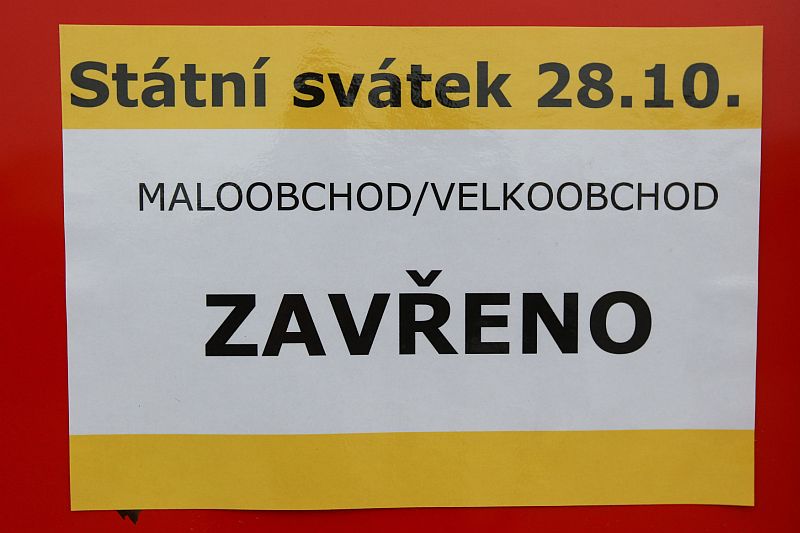 Státní svátek 28.10.
MALOOBCHOD/VELKOOBCHOD
ZAVŘENO